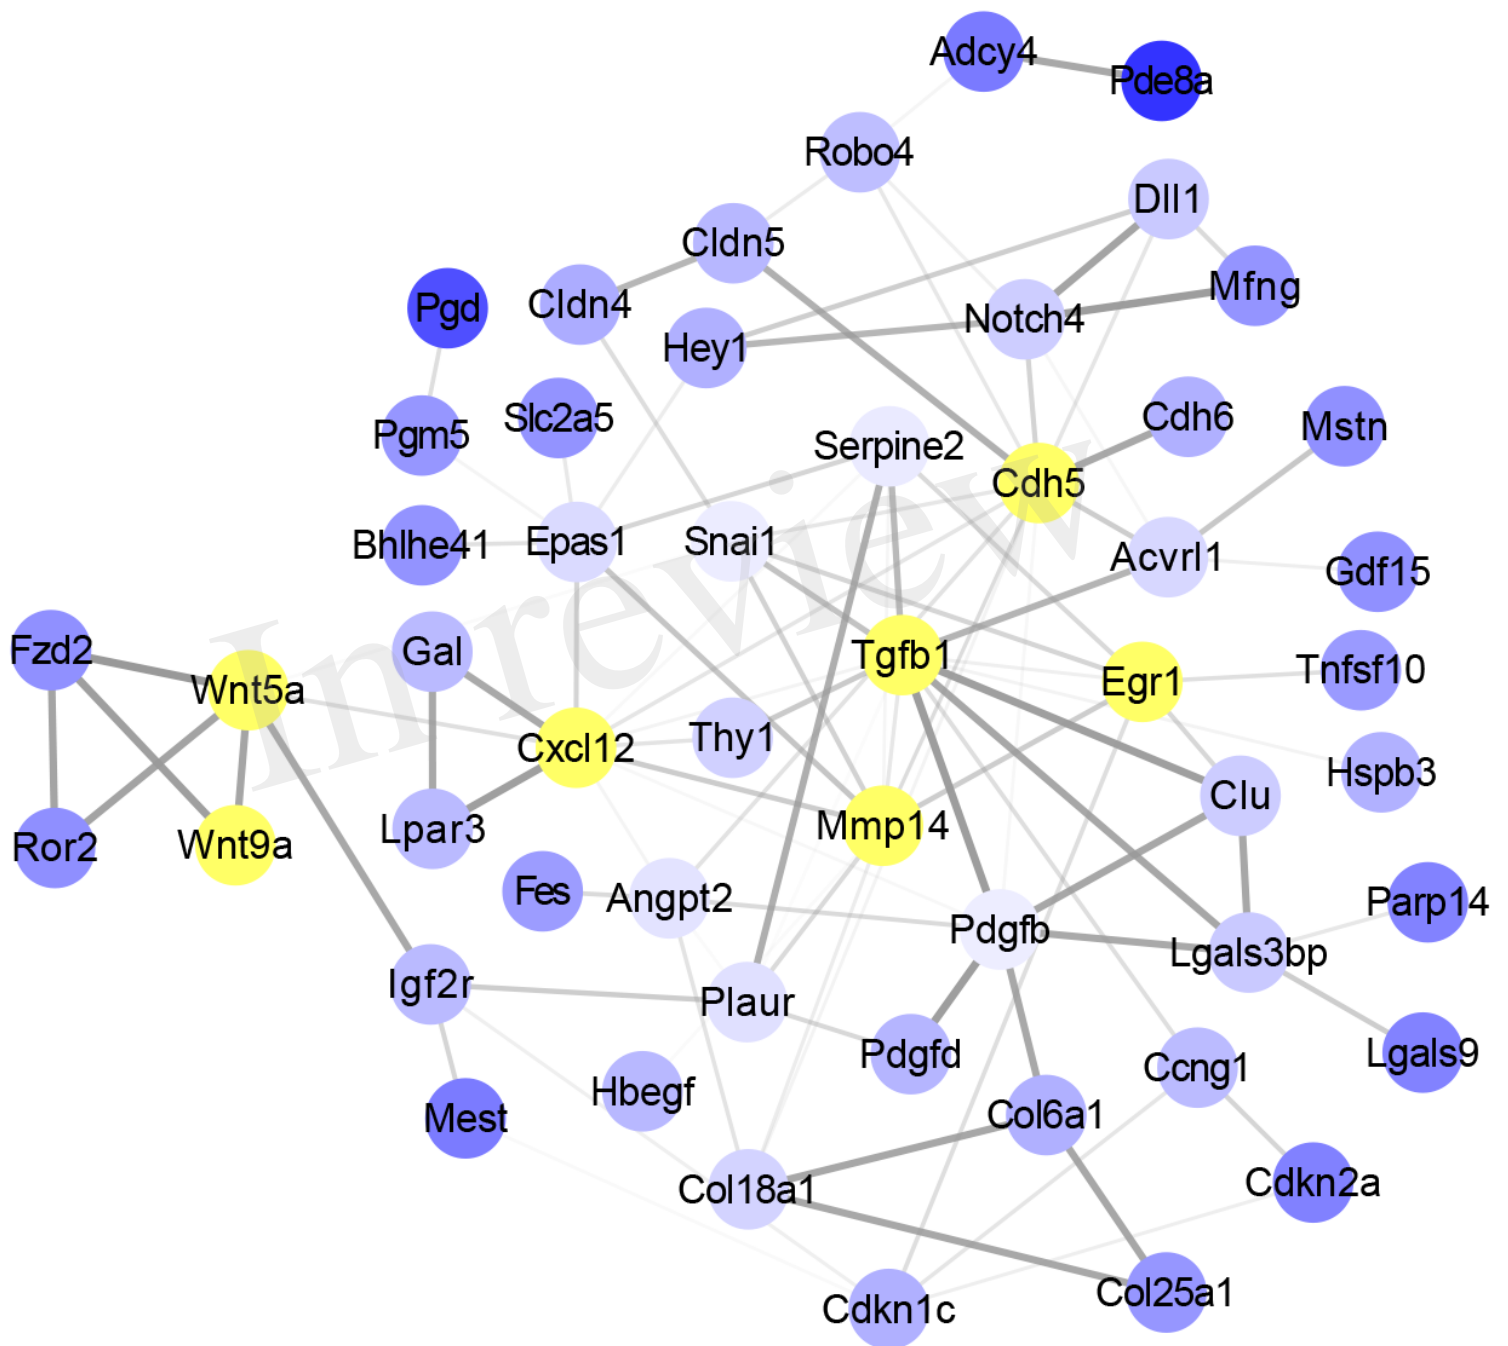 Adcy4
Pde8a
Robo4
Dll1
Cldn5
Mfng
Cldn4
Pgd
Notch4
Hey1
Slc2a5
Cdh6
Mstn
Pgm5
Serpine2
Cdh5
Bhlhe41
Epas1
Snai1
Acvrl1
Gdf15
In review
Fzd2
Gal
Tgfb1
Tnfsf10
Wnt5a
Egr1
Cxcl12
Thy1
Hspb3
Clu
Lpar3
Mmp14
Ror2
Wnt9a
Fes
Angpt2
Parp14
Pdgfb
Lgals3bp
Igf2r
Plaur
Pdgfd
Lgals9
Ccng1
Hbegf
Mest
Col6a1
Col18a1
Cdkn2a
Col25a1
Cdkn1c